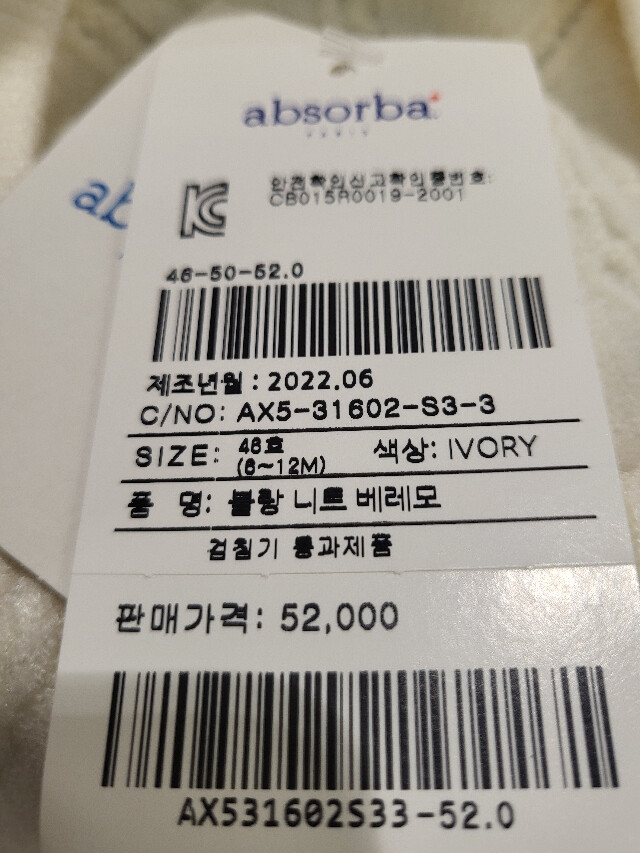 absorba
PARIS
ab
안전확인신고확인증번호:
CB015R0019-2001
46-50-52.0
제조년월 : 2022.06
C/NO: AX5-31602-S3-3
SIZE: 46호 (6~12M) 색상: IVORY
품 명: 블랑 니트 베레모
검침기 통과제품
판매가격: 52,000
AX531602S33-52.0